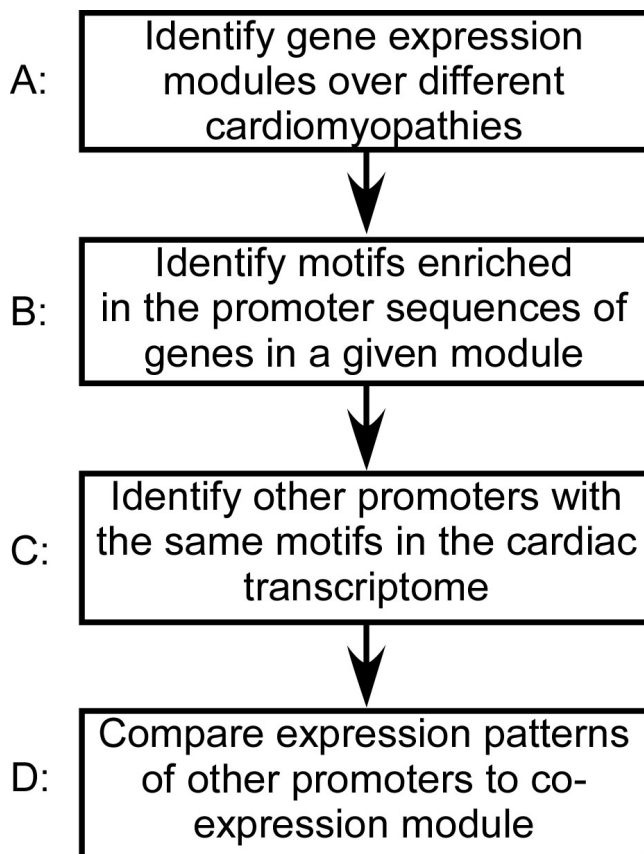 A:
Identify gene expression
modules over different
cardiomyopathies
B:
Identify motifs enriched
in the promoter sequences of
genes in a given module
C:
Identify other promoters with
the same motifs in the cardiac
transcriptome
D:
Compare expression patterns
of other promoters to co-
expression module